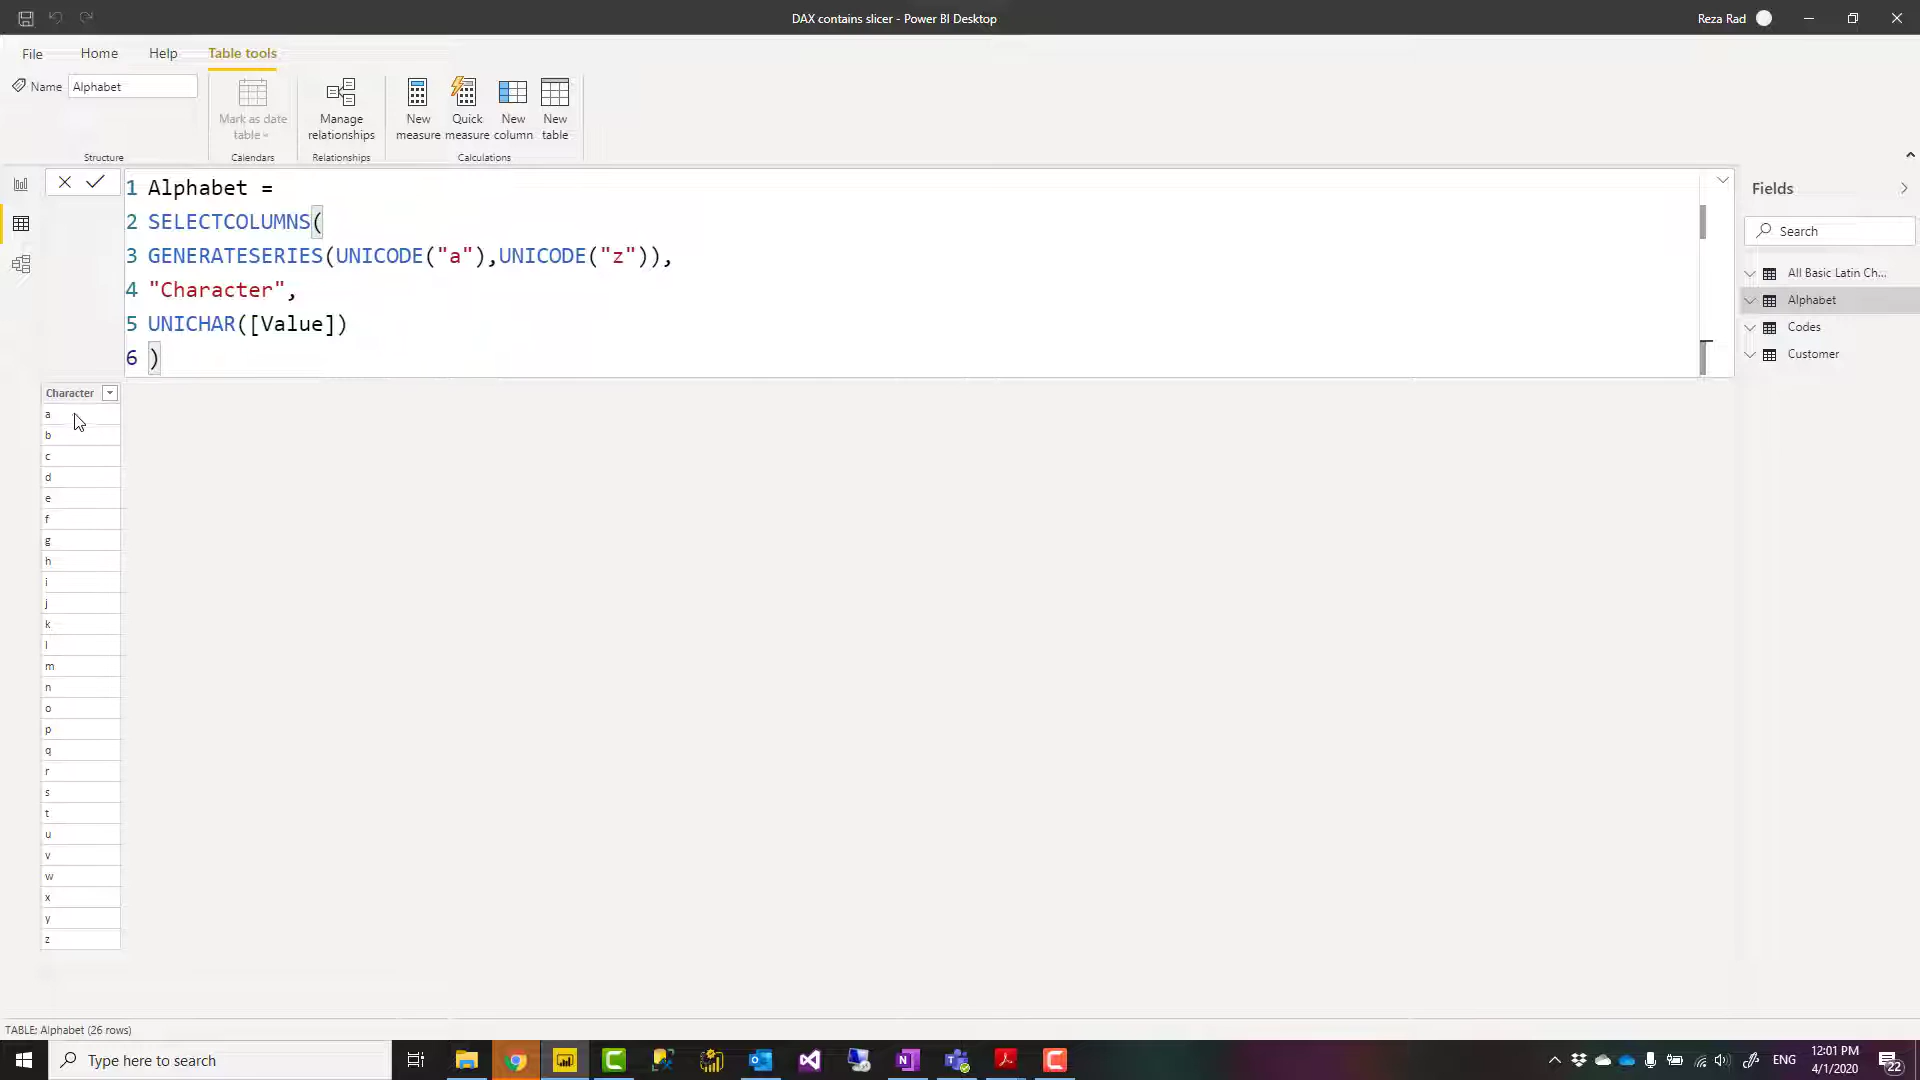 DAX contains slicer - Power BI Desktop
Reza Rad
File
Home
Help
Table tools
Name
Alphabet
Mark as date
table
Manage
relationships
New
measure
Quick
measure
New
column
New
table
Structure
Calendars
Relationships
Calculations
1 Alphabet =
2 SELECTCOLUMNS(
3 GENERATESERIES(UNICODE("a"),UNICODE("z")),
4 "Character",
5 UNICHAR([Value])
6 )
Fields
Search
All Basic Latin Ch...
Alphabet
Codes
Customer
Character
a
b
c
d
e
f
g
h
i
j
k
l
m
n
o
p
q
r
s
t
u
v
w
x
y
z
TABLE: Alphabet (26 rows)
Type here to search
ENG
12:01 PM
4/1/2020
22